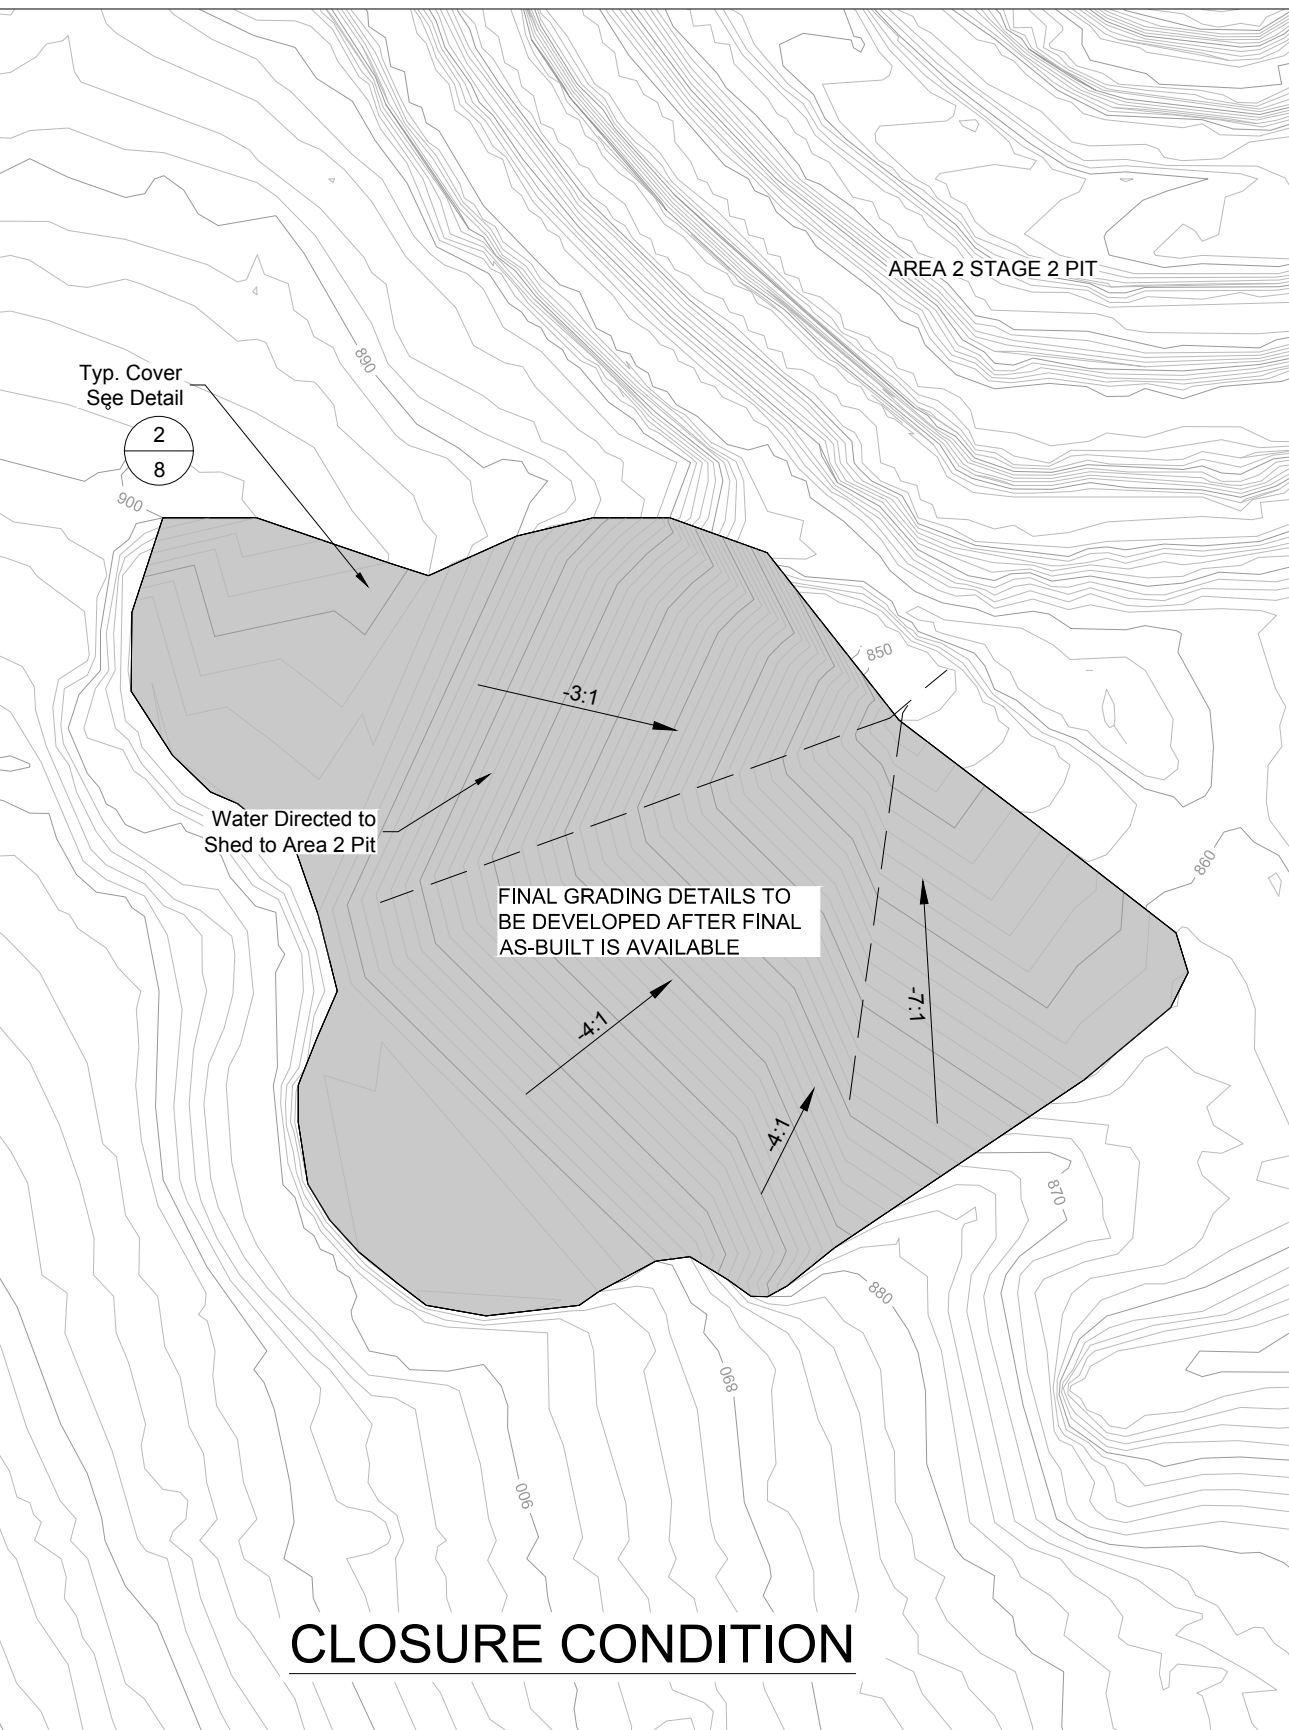 AREA 2 STAGE 2 PIT
890
Typ. Cover
See Detail
2
8
900
850
-3:1
Water Directed to
Shed to Area 2 Pit
860
FINAL GRADING DETAILS TO
BE DEVELOPED AFTER FINAL
AS-BUILT IS AVAILABLE
-7:1
-4:1
-4:1
870
880
890
900
CLOSURE CONDITION